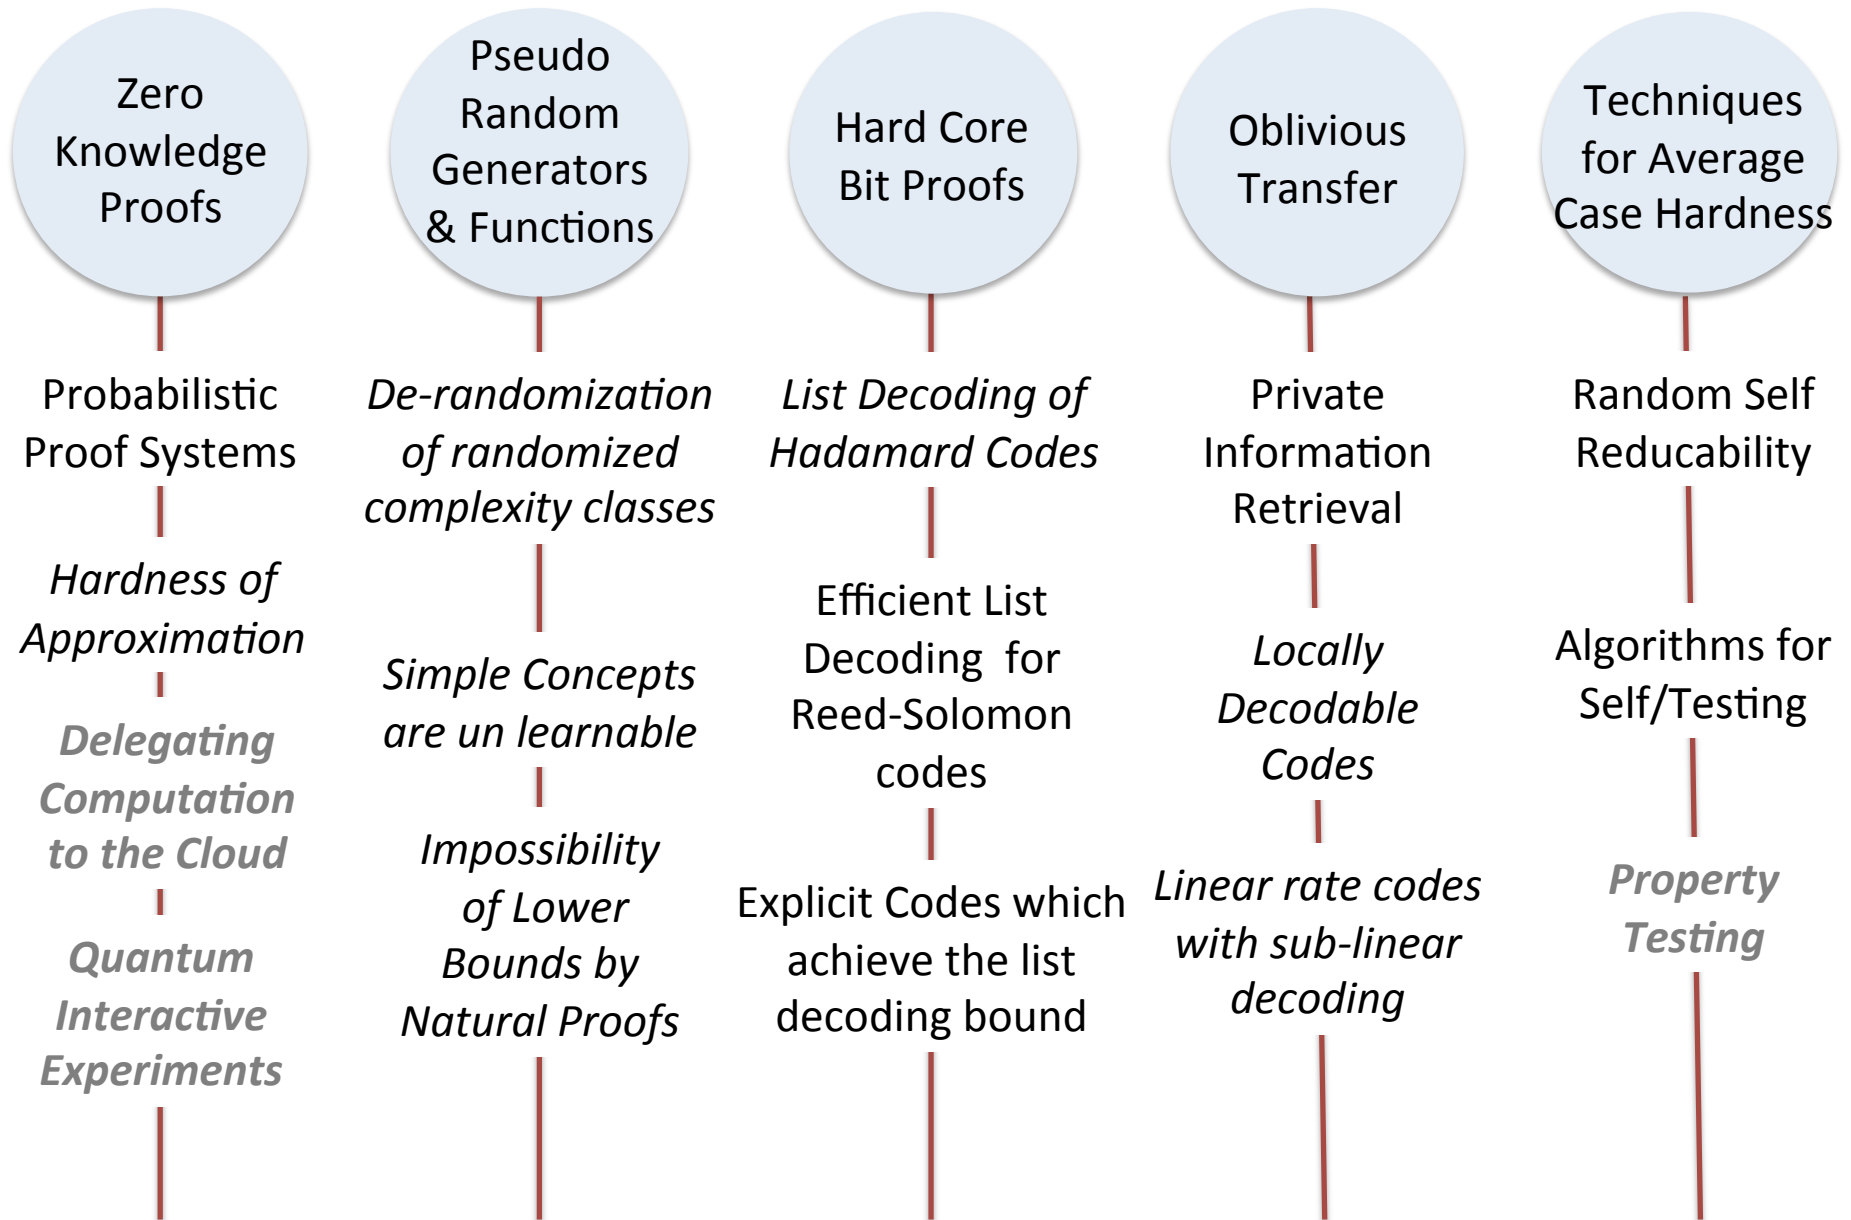 Zero
Knowledge
Proofs
Probabilistic
Proof Systems
Hardness of
Approximation
Delegating
Computation
to the Cloud
Quantum
Interactive
Experiments
Pseudo
Random
Generators
& Functions
De-randomization
of randomized
complexity classes
Simple Concepts
are un learnable
Impossibility
of Lower
Bounds by
Natural Proofs
Hard Core
Bit Proofs
List Decoding of
Hadamard Codes
Efficient List
Decoding for
Reed-Solomon
codes
Explicit Codes which
achieve the list
decoding bound
Oblivious
Transfer
Private
Information
Retrieval
Locally
Decodable
Codes
Linear rate codes
with sub-linear
decoding
Techniques
for Average
Case Hardness
Random Self
Reducability
Algorithms for
Self/Testing
Property
Testing